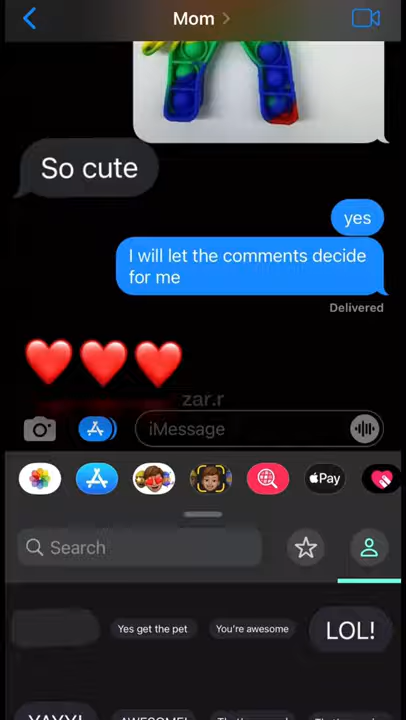 Mom
So cute
yes
I will let the comments decide
for me
Delivered
zar.r
iMessage
Pay
Search
Yes get the pet
You're awesome
LOL!